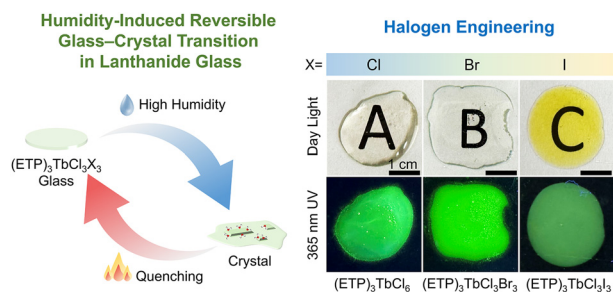 Humidity-Induced Reversible
Glass–Crystal Transition
in Lanthanide Glass
High Humidity
(ETP)₃TbCl₃X₃
Glass
Crystal
Quenching
Halogen Engineering
X= Cl Br I
Day Light
A B C
1 cm
365 nm UV
(ETP)₃TbCl₆ (ETP)₃TbCl₃Br₃ (ETP)₃TbCl₃I₃